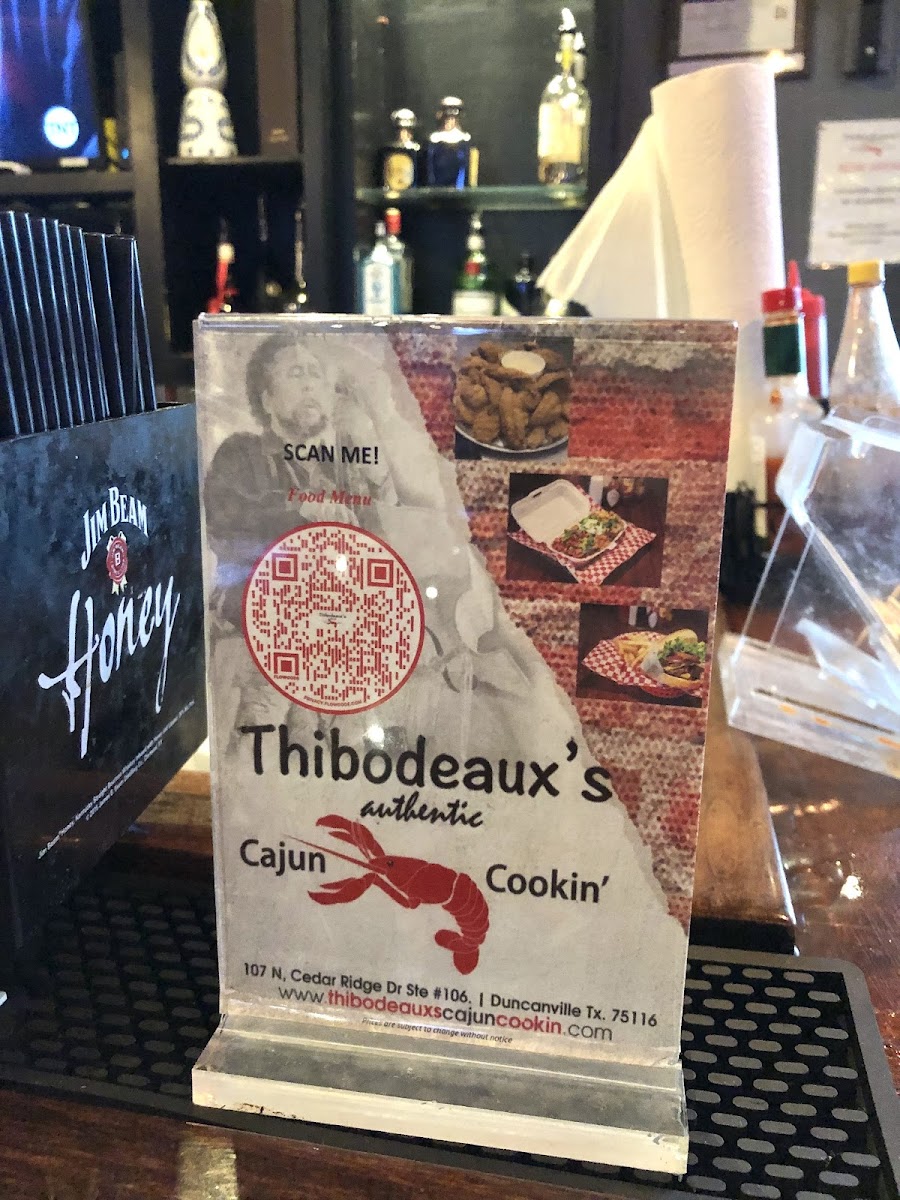 TNT
JIM BEAM
B
Honey
SCAN ME!
Food Menu
Thibodeaux's
authentic
Cajun Cookin'
107 N, Cedar Ridge Dr Ste #106. | Duncanville Tx. 75116
www.thibodeauxscajuncookin.com
Prices are subject to change without notice